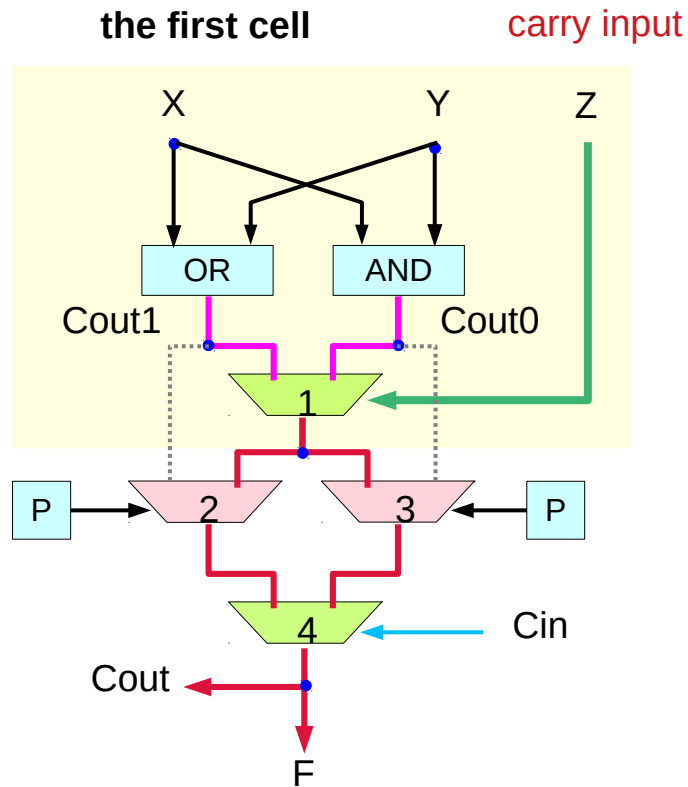 the first cell
carry input
X
Y
Z
OR
AND
Cout1
Cout0
1
P
2
3
P
4
Cin
Cout
F